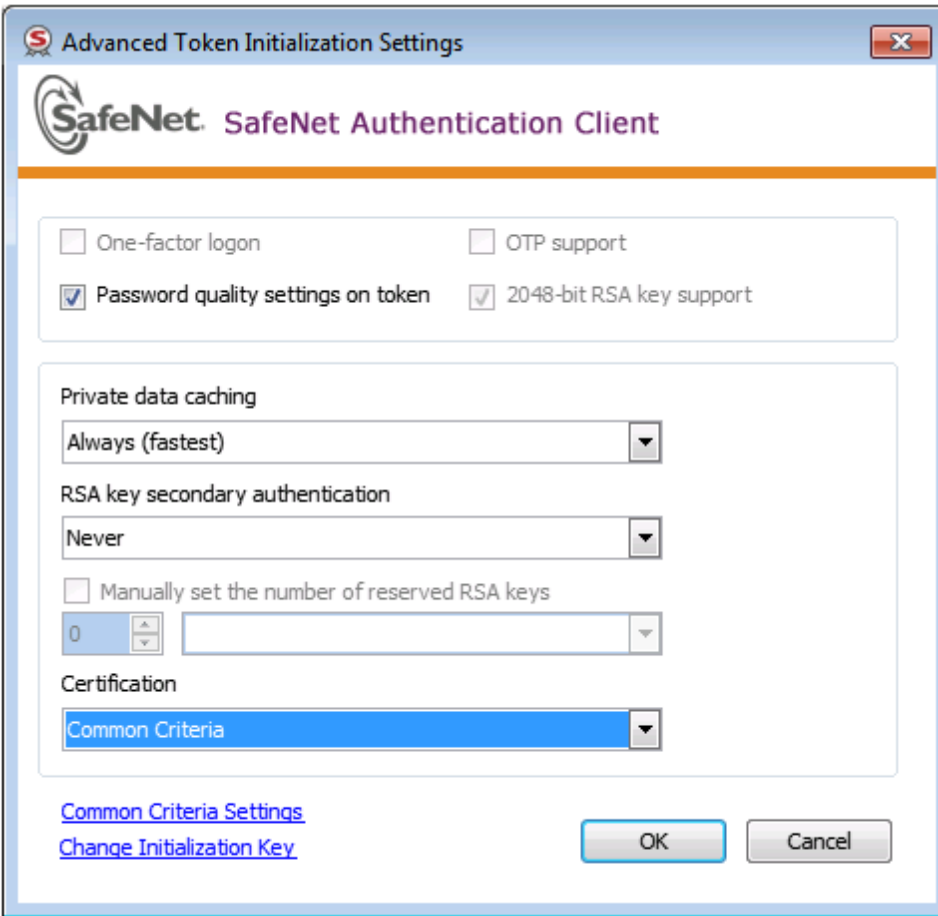 Advanced Token Initialization Settings
SafeNet. SafeNet Authentication Client
One-factor logon OTP support
Password quality settings on token 2048-bit RSA key support
Private data caching
Always (fastest)
RSA key secondary authentication
Never
Manually set the number of reserved RSA keys
0
Certification
Common Criteria
Common Criteria Settings
Change Initialization Key
OK Cancel